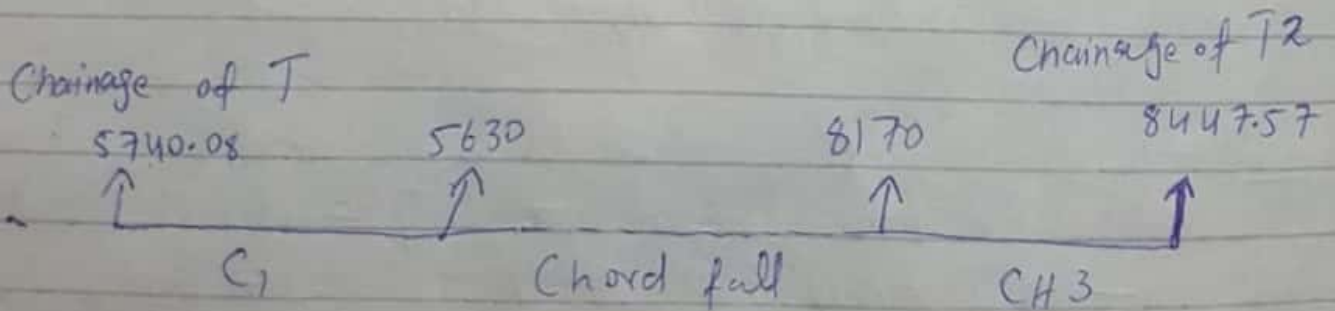 Chainage of T2
Chainage of T
5740.08 5630 8170 8447.57
C1 Chord full CH3